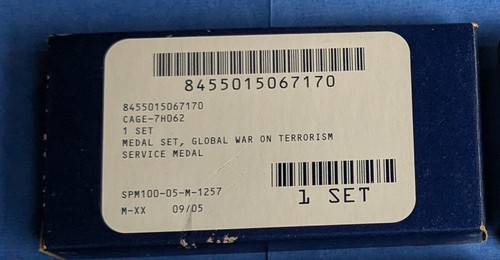 8455015067170
8455015067170
CAGE-7H062
1 SET
MEDAL SET, GLOBAL WAR ON TERRORISM
SERVICE MEDAL
SPM100-05-M-1257
M-XX 09/05
1 SET